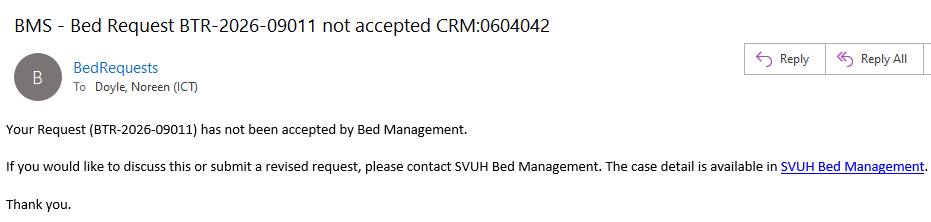 BMS - Bed Request BTR-2026-09011 not accepted CRM:0604042
B
BedRequests
To Doyle, Noreen (ICT)
Reply
Reply All
Your Request (BTR-2026-09011) has not been accepted by Bed Management.
If you would like to discuss this or submit a revised request, please contact SVUH Bed Management. The case detail is available in SVUH Bed Management.
Thank you.